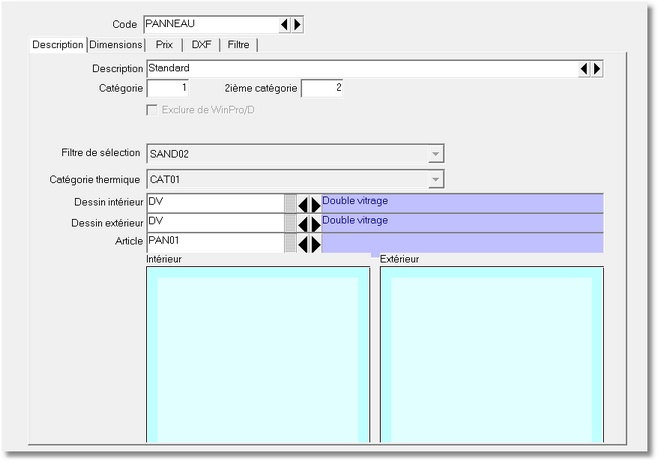 Code PANNEAU
Description Dimensions Prix DXF Filtre
Description Standard
Catégorie 1 2ième catégorie 2
Exclure de WinPro/D
Filtre de sélection SAND02
Catégorie thermique CAT01
Dessin intérieur DV Double vitrage
Dessin extérieur DV Double vitrage
Article PAN01
Intérieur Extérieur